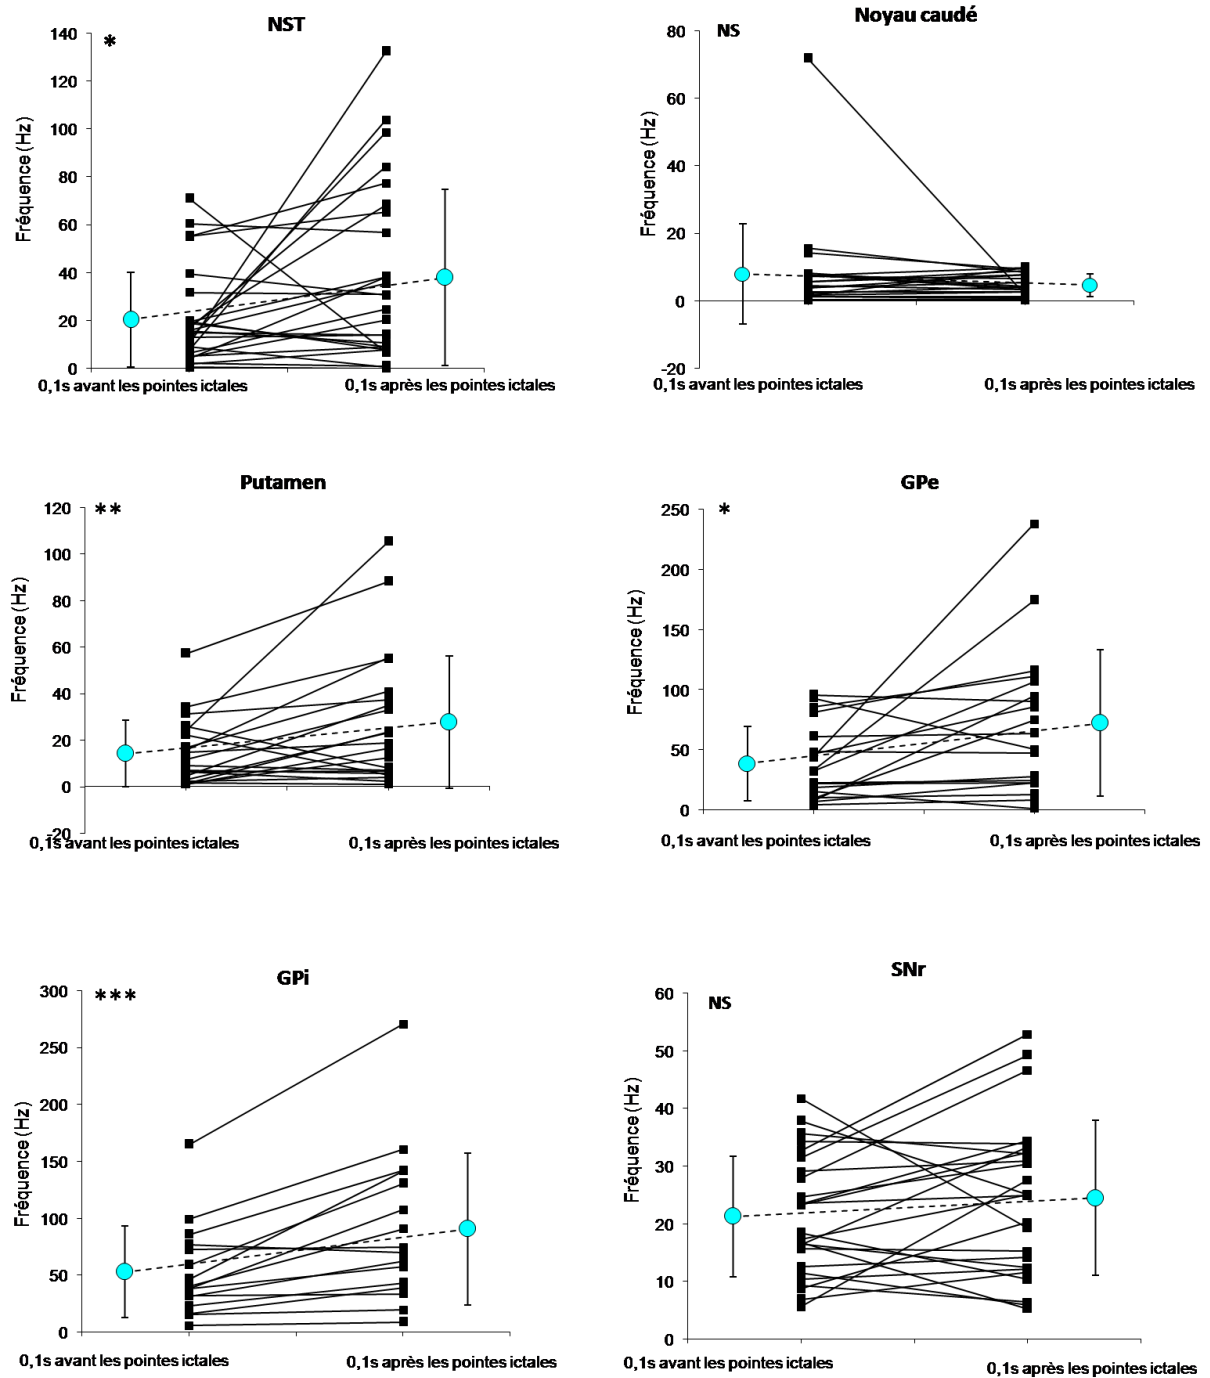 NST
*
Fréquence (Hz)
140
120
100
80
60
40
20
0
0,1s avant les pointes ictales
0,1s après les pointes ictales
Noyau caudé
NS
Fréquence (Hz)
80
60
40
20
0
-20
0,1s avant les pointes ictales
0,1s après les pointes ictales
Putamen
**
Fréquence (Hz)
120
100
80
60
40
20
0
-20
0,1s avant les pointes ictales
0,1s après les pointes ictales
GPe
*
Fréquence (Hz)
250
200
150
100
50
0
0,1s avant les pointes ictales
0,1s après les pointes ictales
GPi
***
Fréquence (Hz)
300
250
200
150
100
50
0
0,1s avant les pointes ictales
0,1s après les pointes ictales
SNr
NS
Fréquence (Hz)
60
50
40
30
20
10
0
0,1s avant les pointes ictales
0,1s après les pointes ictales